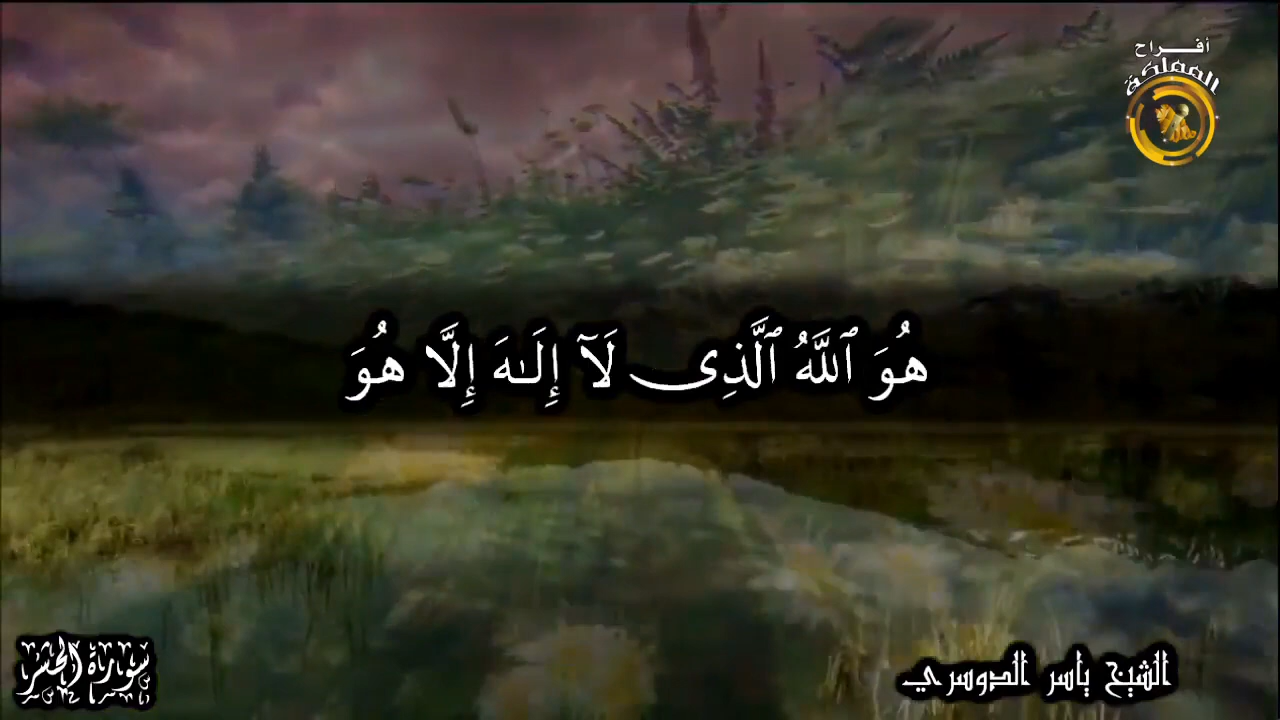 أفراح
المملكة
هُوَ ٱللَّهُ ٱلَّذِى لَآ إِلَـٰهَ إِلَّا هُوَ
سورة الحشر
الشيخ ياسر الدوسري